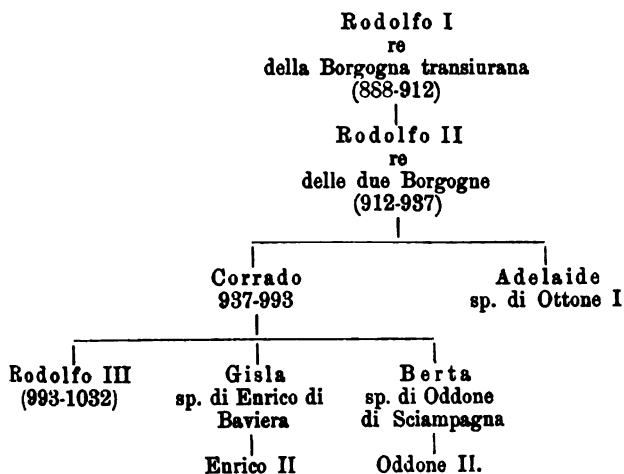 Rodolfo I
re
della Borgogna transiurana
(888-912)
Rodolfo II
re
delle due Borgogne
(912-937)
Corrado
937-993
Adelaide
sp. di Ottone I
Rodolfo III
(993-1032)
Gisla
sp. di Enrico di
Baviera
Enrico II
Berta
sp. di Oddone
di Sciampagna
Oddone II.